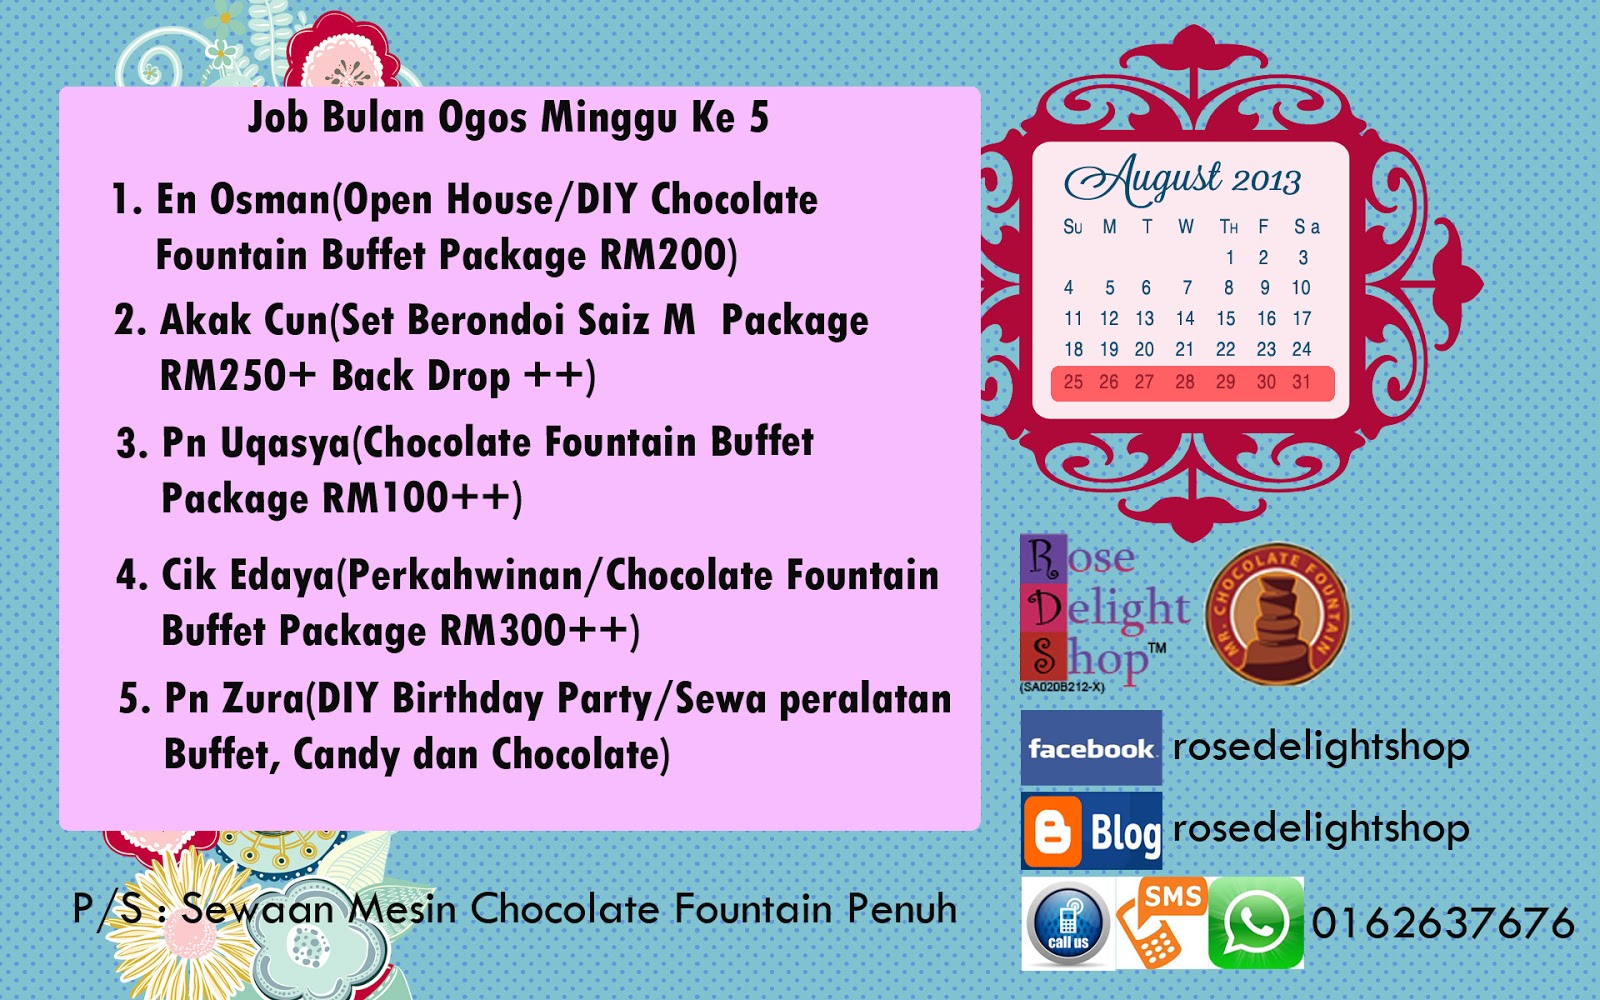 Job Bulan Ogos Minggu Ke 5
1. En Osman(Open House/DIY Chocolate
Fountain Buffet Package RM200)
2. Akak Cun(Set Berondoi Saiz M Package
RM250+ Back Drop ++)
3. Pn Uqasya(Chocolate Fountain Buffet
Package RM100++)
4. Cik Edaya(Perkahwinan/Chocolate Fountain
Buffet Package RM300++)
5. Pn Zura(DIY Birthday Party/Sewa peralatan
Buffet, Candy dan Chocolate)
P/S : Sewaan Mesin Chocolate Fountain Penuh
August 2013
Su M T W Th F Sa
1 2 3
4 5 6 7 8 9 10
11 12 13 14 15 16 17
18 19 20 21 22 23 24
25 26 27 28 29 30 31
Rose
Delight
Shop™
(SA020B212-X)
MR. CHOCOLATE FOUNTAIN
facebook rosedelightshop
Blog rosedelightshop
call us
SMS
0162637676